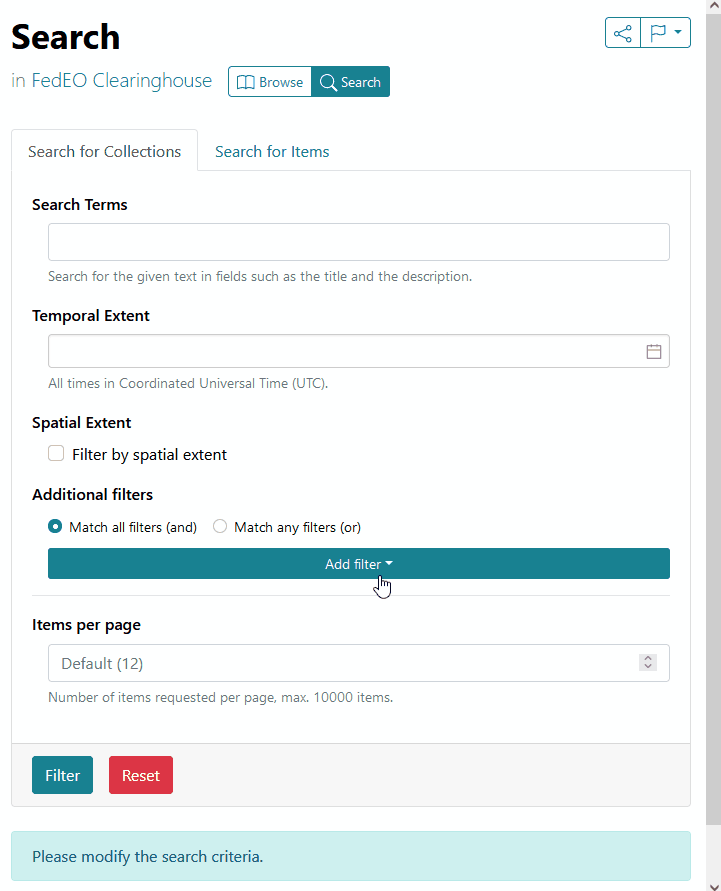 Search
in FedEO Clearinghouse Browse Search
Search for Collections Search for Items
Search Terms
Search for the given text in fields such as the title and the description.
Temporal Extent
All times in Coordinated Universal Time (UTC).
Spatial Extent
Filter by spatial extent
Additional filters
Match all filters (and) Match any filters (or)
Add filter
Items per page
Default (12)
Number of items requested per page, max. 10000 items.
Filter Reset
Please modify the search criteria.